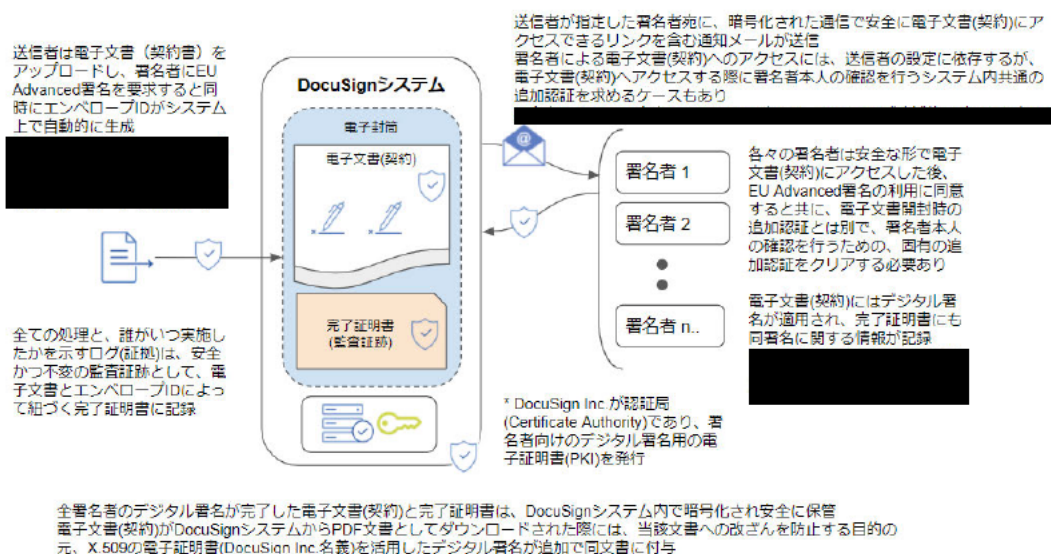 送信者は電子文書（契約書）を
アップロードし、署名者にEU
Advanced署名を要求すると同
時にエンベロープIDがシステム
上で自動的に生成
全ての処理と、誰がいつ実施し
たかを示すログ(証拠)は、安全
かつ不変の監査証跡として、電
子文書とエンベロープIDによっ
て紐づく完了証明書に記録
DocuSignシステム
電子封筒
電子文書(契約)
完了証明書
(監査証跡)
送信者が指定した署名者宛に、暗号化された通信で安全に電子文書(契約)にア
クセスできるリンクを含む通知メールが送信
署名者による電子文書(契約)へのアクセスには、送信者の設定に依存するが、
電子文書(契約)へアクセスする際に署名者本人の確認を行うシステム内共通の
追加認証を求めるケースもあり
@
署名者 1
署名者 2
署名者 n..
各々の署名者は安全な形で電子
文書(契約)にアクセスした後、
EU Advanced署名の利用に同意
すると共に、電子文書開封時の
追加認証とは別で、署名者本人
の確認を行うための、固有の追
加認証をクリアする必要あり
電子文書(契約)にはデジタル署
名が適用され、完了証明書にも
同署名に関する情報が記録
* DocuSign Inc.が認証局
(Certificate Authority)であり、署
名者向けのデジタル署名用の電
子証明書(PKI)を発行
全署名者のデジタル署名が完了した電子文書(契約)と完了証明書は、DocuSignシステム内で暗号化され安全に保管
電子文書(契約)がDocuSignシステムからPDF文書としてダウンロードされた際には、当該文書への改ざんを防止する目的の
元、X.509の電子証明書(DocuSign Inc.名義)を活用したデジタル署名が追加で同文書に付与